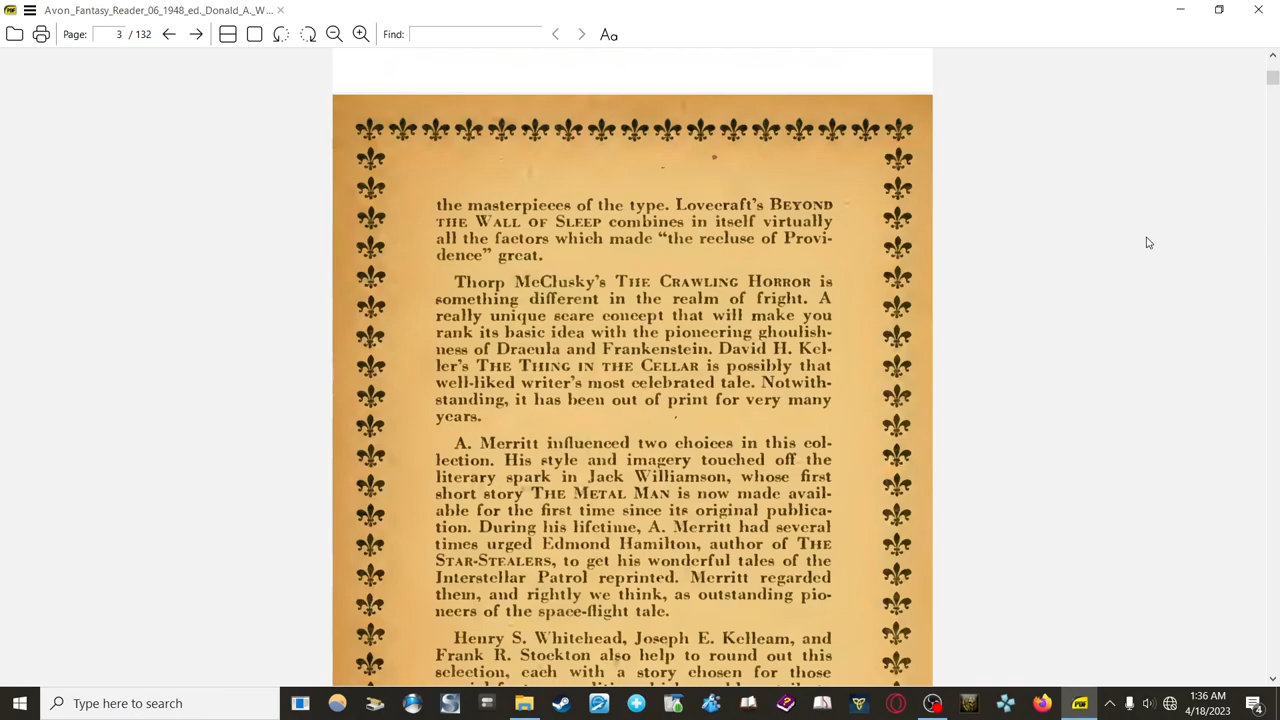 Avon_Fantasy_Reader_06_1948_ed._Donald_A._W...
Page: 3 / 132
Find:
Aa
the masterpieces of the type. Lovecraft's BEYOND
THE WALL OF SLEEP combines in itself virtually
all the factors which made "the recluse of Provi-
dence" great.
Thorp McClusky's THE CRAWLING HORROR is
something different in the realm of fright. A
really unique scare concept that will make you
rank its basic idea with the pioneering ghoulish-
ness of Dracula and Frankenstein. David H. Kel-
ler's THE THING IN THE CELLAR is possibly that
well-liked writer's most celebrated tale. Notwith-
standing, it has been out of print for very many
years.
A. Merritt influenced two choices in this col-
lection. His style and imagery touched off the
literary spark in Jack Williamson, whose first
short story THE METAL MAN is now made avail-
able for the first time since its original publica-
tion. During his lifetime, A. Merritt had several
times urged Edmond Hamilton, author of THE
STAR-STEALERS, to get his wonderful tales of the
Interstellar Patrol reprinted. Merritt regarded
them, and rightly we think, as outstanding pio-
neers of the space-flight tale.
Henry S. Whitehead, Joseph E. Kelleam, and
Frank R. Stockton also help to round out this
selection, each with a story chosen for those
Type here to search
1:36 AM
4/18/2023
4